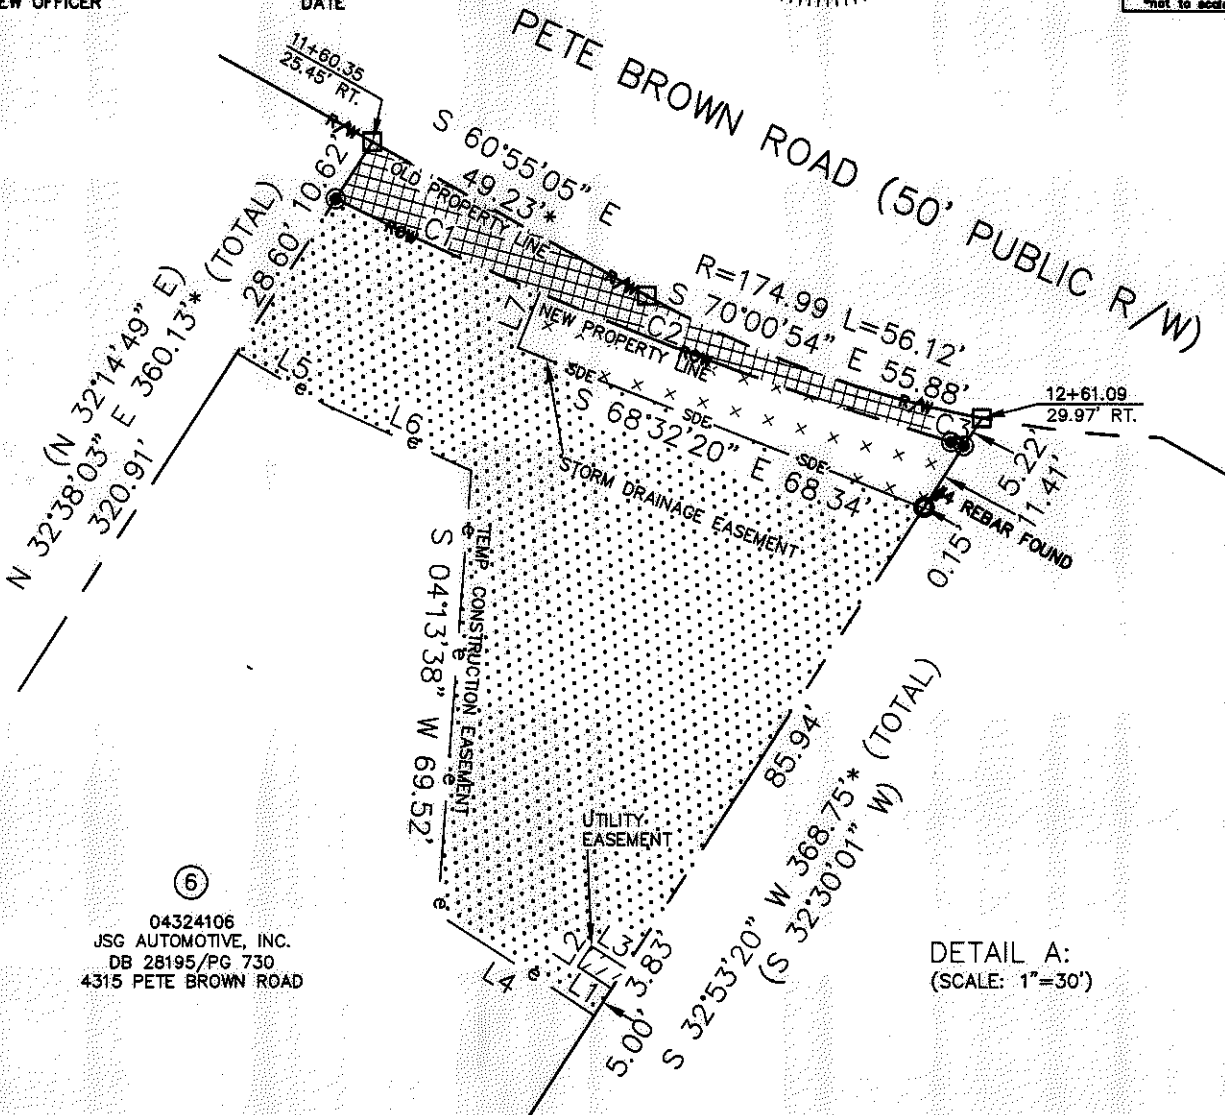 EW OFFICER
DATE
*not to scale
PETE BROWN ROAD (50' PUBLIC R/W)
11+60.35
25.45' RT.
R/W
S 60°55'05" E
49.23'*
OLD PROPERTY LINE
10.62'
ROW
C1
R/W
R=174.99 L=56.12'
S 70°00'54" E 55.88'
C2
ROW
R/W
C3
12+61.09
29.97' RT.
L7
NEW PROPERTY LINE
SDE
SDE
SDE
S 68°32'20" E 68.34'
STORM DRAINAGE EASEMENT
5.22'
11.41'
#4 REBAR FOUND
0.15'
28.60'
(N 32°14'49" E)
N 32°38'03" E 360.13'* (TOTAL)
320.91'
L5
e
L6
e
TEMP. CONSTRUCTION EASEMENT
S 04°13'38" W 69.52'
e
e
e
e
85.94'
UTILITY
EASEMENT
S 32°53'20" W 368.75'* (TOTAL)
(S 32°30'01" W)
L2
L3
L1
L4
e
3.83'
5.00'
6
04324106
JSG AUTOMOTIVE, INC.
DB 28195/PG 730
4315 PETE BROWN ROAD
DETAIL A:
(SCALE: 1"=30')